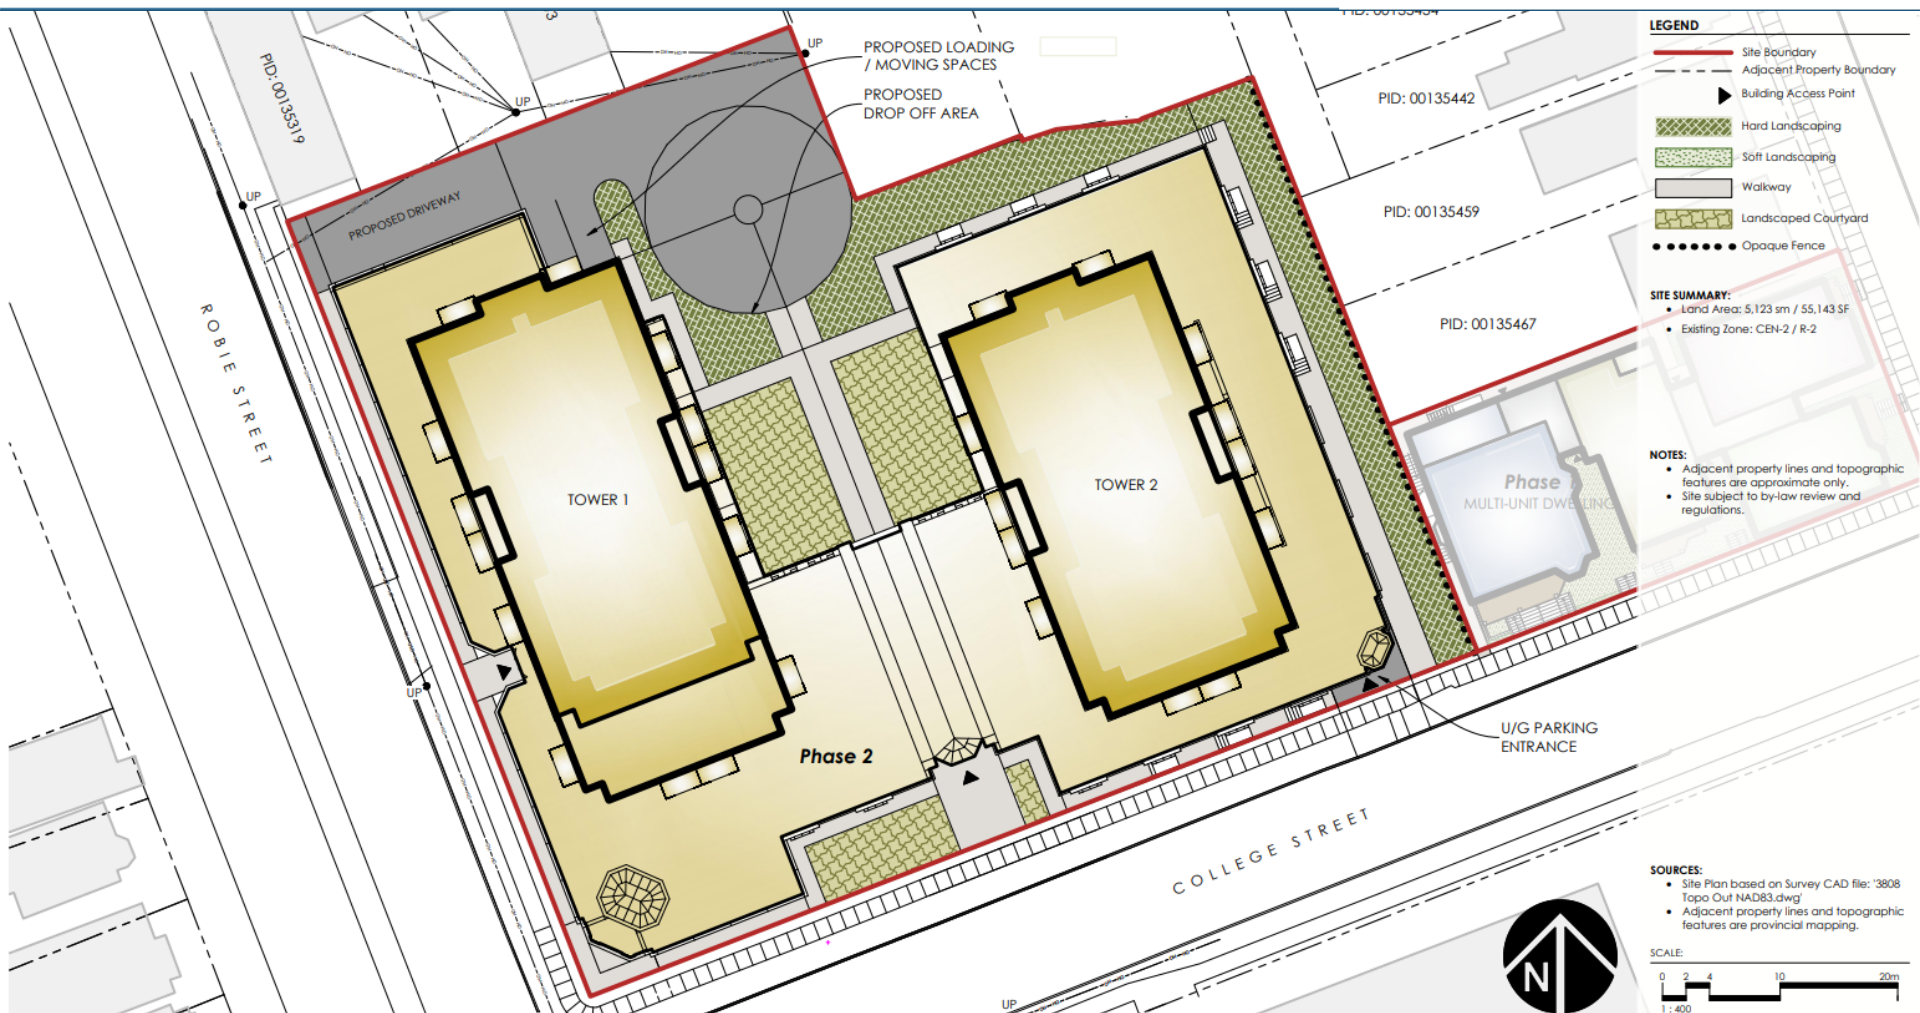 PID: 00135319
UP
UP
UP
PROPOSED LOADING
/ MOVING SPACES
PROPOSED
DROP OFF AREA
PROPOSED DRIVEWAY
PID: 00135442
PID: 00135459
PID: 00135467
ROBIE STREET
TOWER 1
TOWER 2
Phase
MULTI-UNIT DWELLING
UP
Phase 2
U/G PARKING
ENTRANCE
COLLEGE STREET
UP
N
LEGEND
Site Boundary
Adjacent Property Boundary
Building Access Point
Hard Landscaping
Soft Landscaping
Walkway
Landscaped Courtyard
Opaque Fence
SITE SUMMARY:
• Land Area: 5,123 sm / 55,143 SF
• Existing Zone: CEN-2 / R-2
NOTES:
• Adjacent property lines and topographic
features are approximate only.
• Site subject to by-law review and
regulations.
SOURCES:
• Site Plan based on Survey CAD file: '3808
Topo Out NAD83.dwg'
• Adjacent property lines and topographic
features are provincial mapping.
SCALE:
0 2 4 10 20m
1 : 400